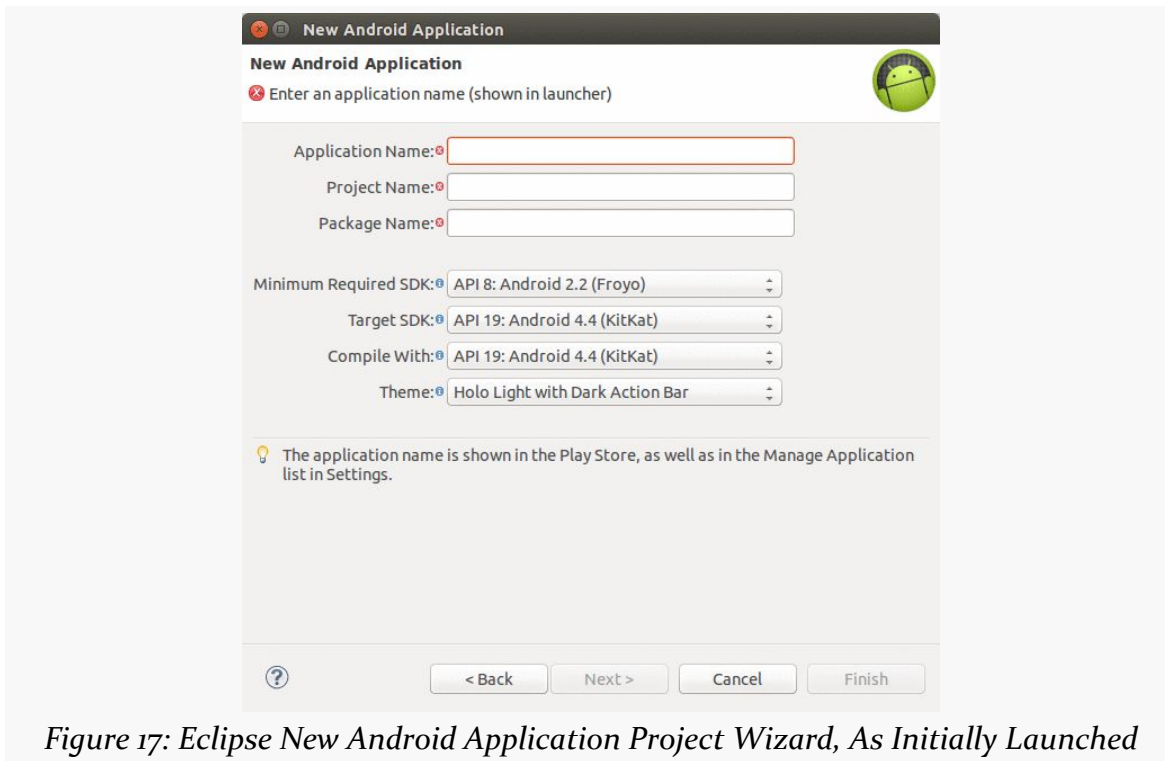 New Android Application
New Android Application
Enter an application name (shown in launcher)
Application Name:
Project Name:
Package Name:
Minimum Required SDK: API 8: Android 2.2 (Froyo)
Target SDK: API 19: Android 4.4 (KitKat)
Compile With: API 19: Android 4.4 (KitKat)
Theme: Holo Light with Dark Action Bar
The application name is shown in the Play Store, as well as in the Manage Application
list in Settings.
? < Back Next > Cancel Finish
Figure 17: Eclipse New Android Application Project Wizard, As Initially Launched